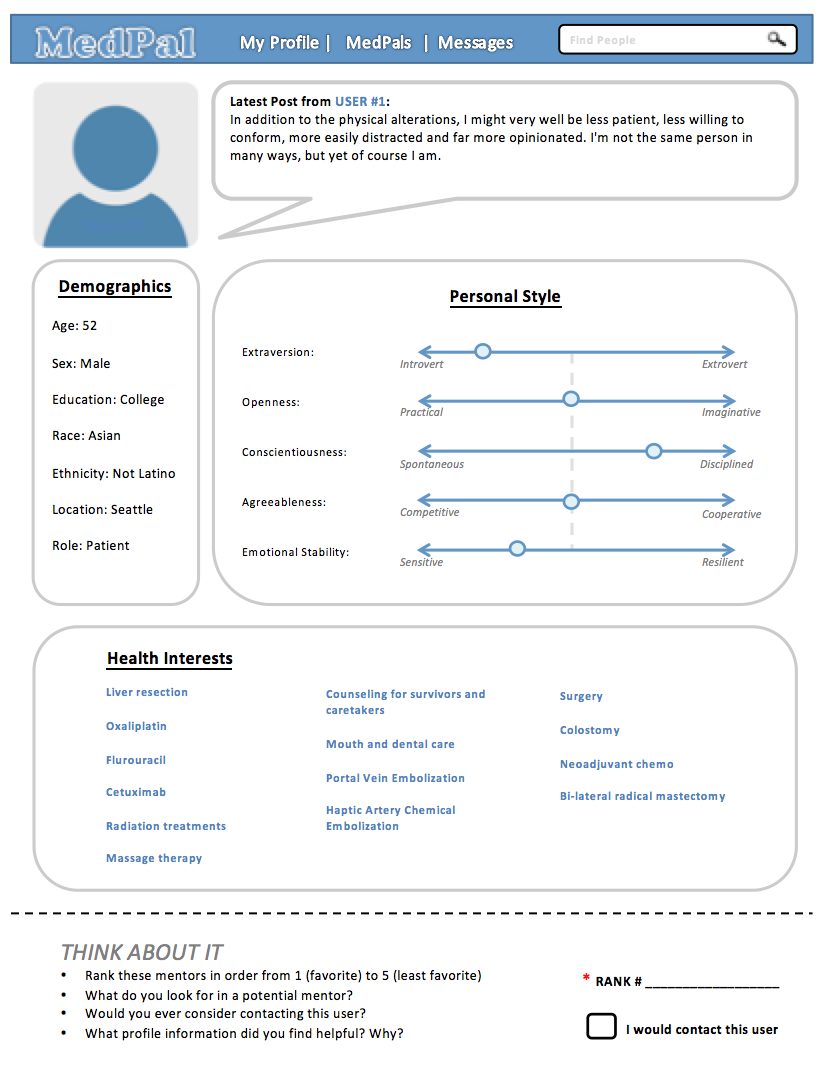 MedPal
My Profile | MedPals | Messages
Find People
Latest Post from USER #1:
In addition to the physical alterations, I might very well be less patient, less willing to
conform, more easily distracted and far more opinionated. I'm not the same person in
many ways, but yet of course I am.
Demographics
Age: 52
Sex: Male
Education: College
Race: Asian
Ethnicity: Not Latino
Location: Seattle
Role: Patient
Personal Style
Extraversion:
Introvert
Extrovert
Openness:
Practical
Imaginative
Conscientiousness:
Spontaneous
Disciplined
Agreeableness:
Competitive
Cooperative
Emotional Stability:
Sensitive
Resilient
Health Interests
Liver resection
Oxaliplatin
Flurouracil
Cetuximab
Radiation treatments
Massage therapy
Counseling for survivors and
caretakers
Mouth and dental care
Portal Vein Embolization
Haptic Artery Chemical
Embolization
Surgery
Colostomy
Neoadjuvant chemo
Bi-lateral radical mastectomy
THINK ABOUT IT
• Rank these mentors in order from 1 (favorite) to 5 (least favorite)
• What do you look for in a potential mentor?
• Would you ever consider contacting this user?
• What profile information did you find helpful? Why?
* RANK # ___________________
I would contact this user